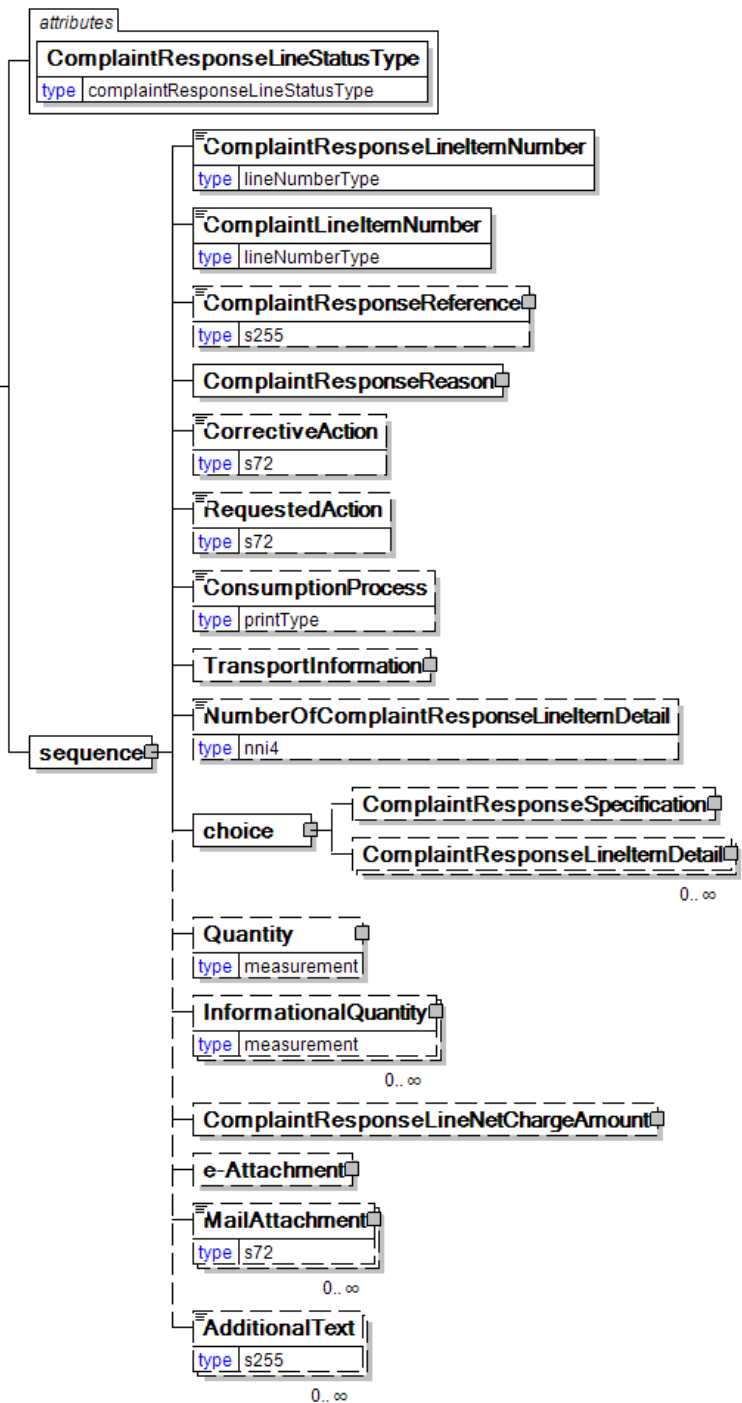 attributes
ComplaintResponseLineStatusType
type complaintResponseLineStatusType
ComplaintResponseLineItemNumber
type lineNumberType
ComplaintLineItemNumber
type lineNumberType
ComplaintResponseReference
type s255
ComplaintResponseReason
CorrectiveAction
type s72
RequestedAction
type s72
ConsumptionProcess
type printType
TransportInformation
NumberOfComplaintResponseLineItemDetail
type nni4
sequence
choice
ComplaintResponseSpecification
ComplaintResponseLineItemDetail
0.. ∞
Quantity
type measurement
InformationalQuantity
type measurement
0.. ∞
ComplaintResponseLineNetChargeAmount
e-Attachment
MailAttachment
type s72
0.. ∞
AdditionalText
type s255
0.. ∞